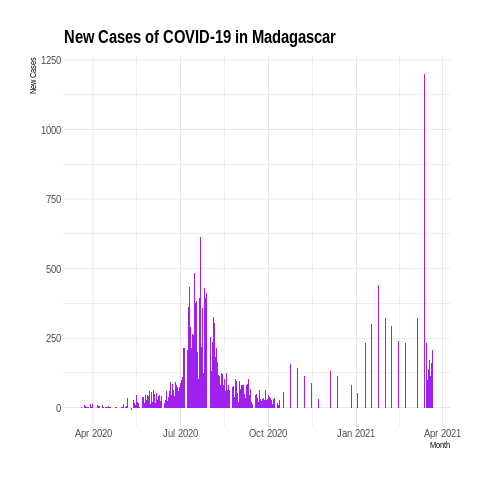 New Cases of COVID-19 in Madagascar
New Cases
1250
1000
750
500
250
0
Apr 2020
Jul 2020
Oct 2020
Jan 2021
Apr 2021
Month